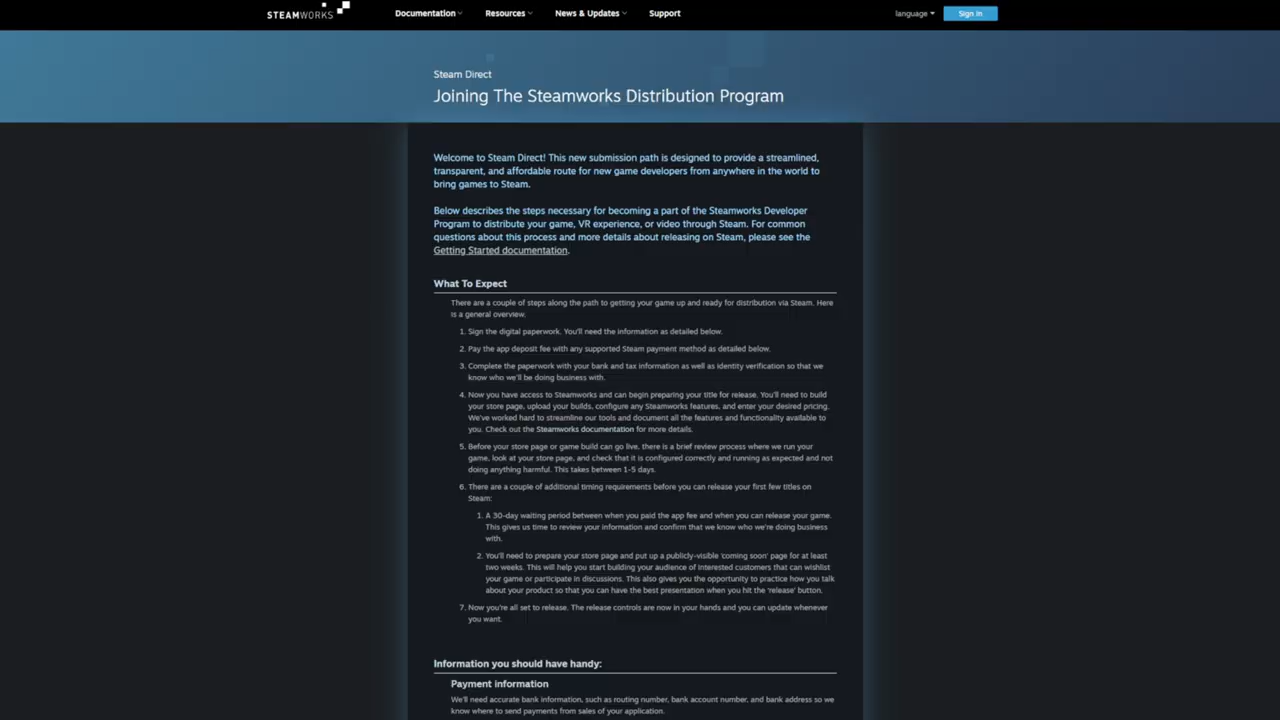 STEAMWORKS Documentation Resources News & Updates Support language Sign In
Steam Direct
Joining The Steamworks Distribution Program
Welcome to Steam Direct! This new submission path is designed to provide a streamlined,
transparent, and affordable route for new game developers from anywhere in the world to
bring games to Steam.
Below describes the steps necessary for becoming a part of the Steamworks Developer
Program to distribute your game, VR experience, or video through Steam. For common
questions about this process and more details about releasing on Steam, please see the
Getting Started documentation.
What To Expect
There are a couple of steps along the path to getting your game up and ready for distribution via Steam. Here
is a general overview.
1. Sign the digital paperwork. You'll need the information as detailed below.
2. Pay the app deposit fee with any supported Steam payment method as detailed below.
3. Complete the paperwork with your bank and tax information as well as identity verification so that we
know who we'll be doing business with.
4. Now you have access to Steamworks and can begin preparing your title for release. You'll need to build
your store page, upload your builds, configure any Steamworks features, and enter your desired pricing.
We've worked hard to streamline our tools and document all the features and functionality available to
you. Check out the Steamworks documentation for more details.
5. Before your store page or game build can go live, there is a brief review process where we run your
game, look at your store page, and check that it is configured correctly and running as expected and not
doing anything harmful. This takes between 1-5 days.
6. There are a couple of additional timing requirements before you can release your first few titles on
Steam:
1. A 30-day waiting period between when you paid the app fee and when you can release your game.
This gives us time to review your information and confirm that we know who we're doing business
with.
2. You'll need to prepare your store page and put up a publicly-visible 'coming soon' page for at least
two weeks. This will help you start building your audience of interested customers that can wishlist
your game or participate in discussions. This also gives you the opportunity to practice how you talk
about your product so that you can have the best presentation when you hit the 'release' button.
7. Now you're all set to release. The release controls are now in your hands and you can update whenever
you want.
Information you should have handy:
Payment information
We'll need accurate bank information, such as routing number, bank account number, and bank address so we
know where to send payments from sales of your application.